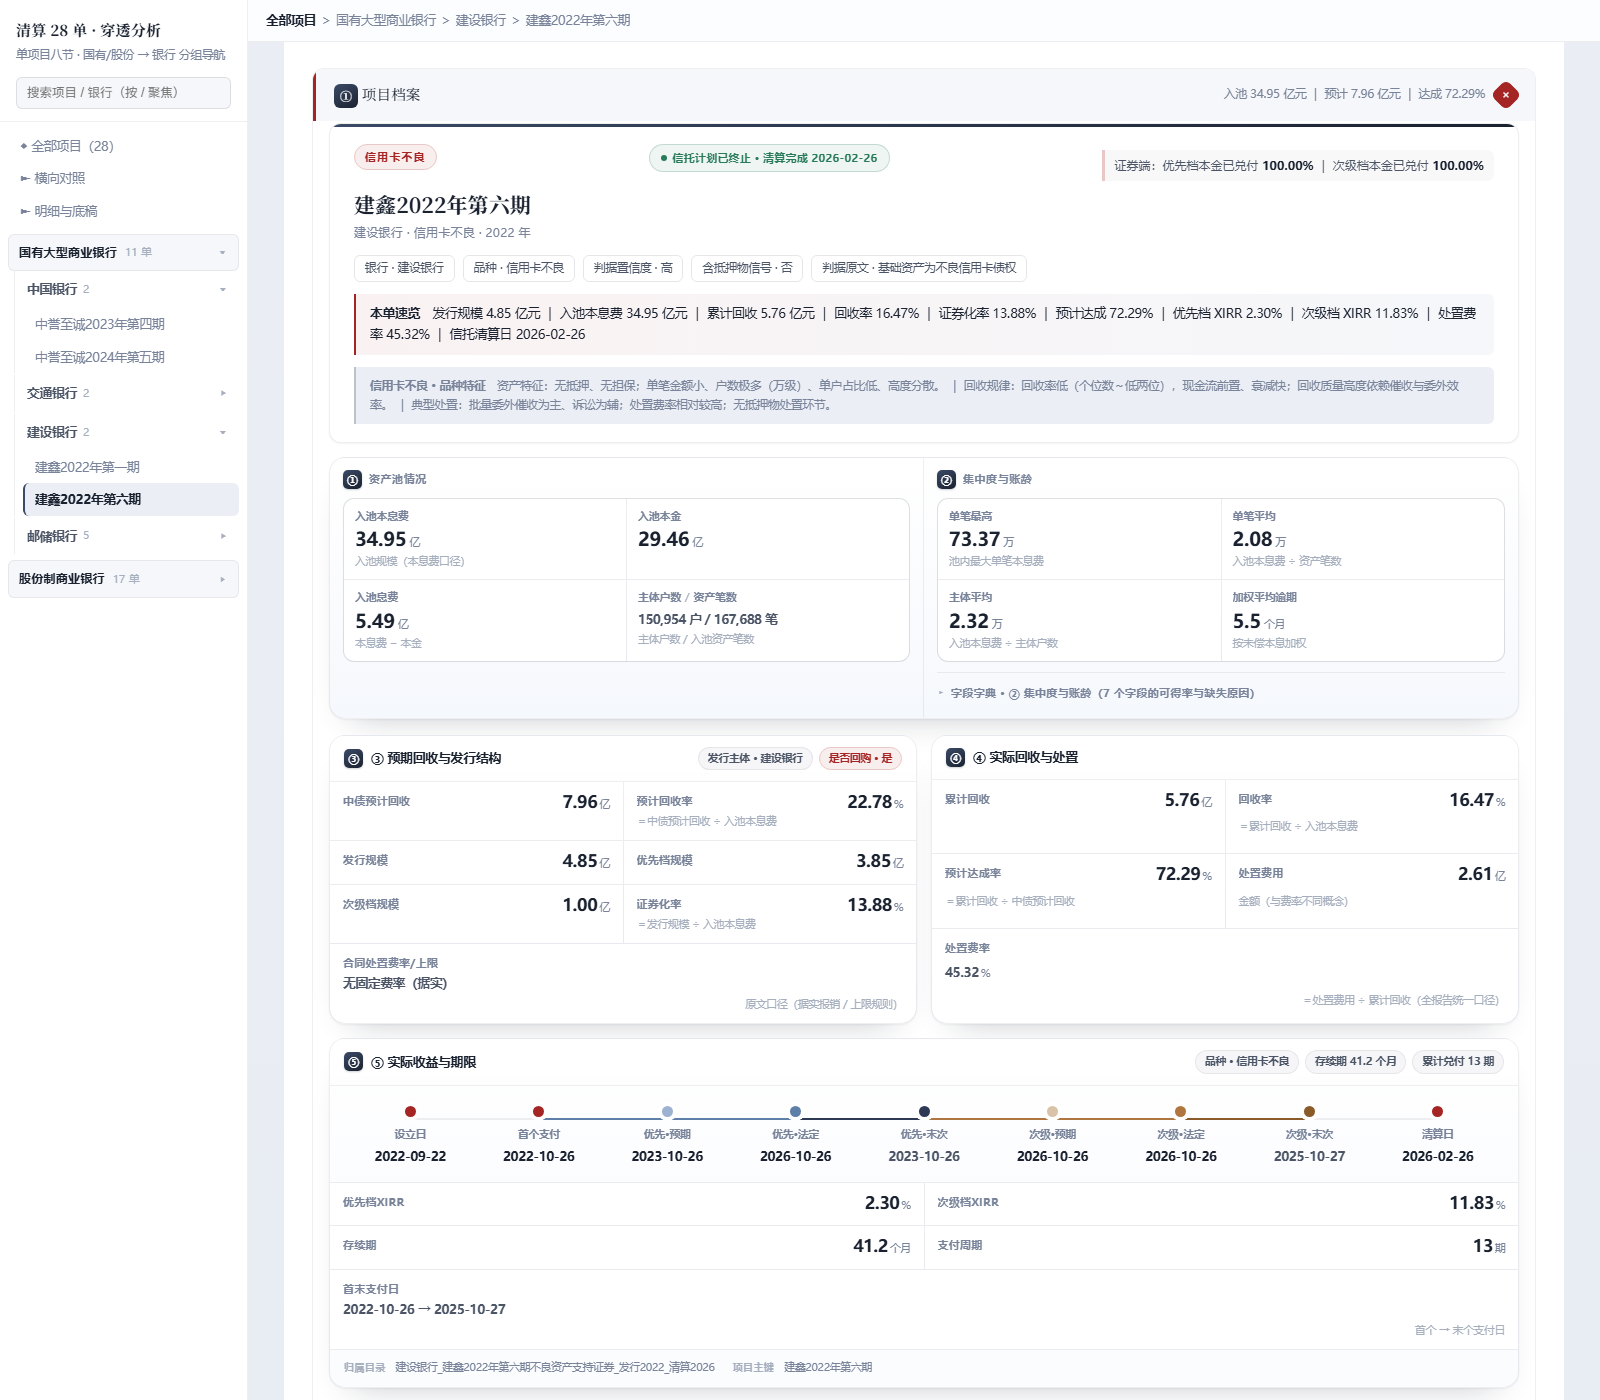 清算 28 单 · 穿透分析
单项目八节 · 国有/股份 → 银行 分组导航
搜索项目 / 银行（按 / 聚焦）
全部项目（28）
横向对照
明细与底稿
国有大型商业银行 11 单
中国银行 2
中誉至诚2023年第四期
中誉至诚2024年第五期
交通银行 2
建设银行 2
建鑫2022年第一期
建鑫2022年第六期
邮储银行 5
股份制商业银行 17 单
全部项目 > 国有大型商业银行 > 建设银行 > 建鑫2022年第六期
① 项目档案
入池 34.95 亿元 | 预计 7.96 亿元 | 达成 72.29%
信用卡不良
信托计划已终止 • 清算完成 2026-02-26
证券端：优先档本金已兑付 100.00% | 次级档本金已兑付 100.00%
建鑫2022年第六期
建设银行 · 信用卡不良 · 2022 年
银行 · 建设银行
品种 · 信用卡不良
判据置信度 · 高
含抵押物信号 · 否
判据原文 · 基础资产为不良信用卡债权
本单速览 发行规模 4.85 亿元 | 入池本息费 34.95 亿元 | 累计回收 5.76 亿元 | 回收率 16.47% | 证券化率 13.88% | 预计达成 72.29% | 优先档 XIRR 2.30% | 次级档 XIRR 11.83% | 处置费
率 45.32% | 信托清算日 2026-02-26
信用卡不良 • 品种特征 资产特征：无抵押、无担保；单笔金额小、户数极多（万级）、单户占比低、高度分散。 | 回收规律：回收率低（个位数～低两位），现金流前置、衰减快；回收质量高度依赖催收与委外效
率。 | 典型处置：批量委外催收为主、诉讼为辅；处置费率相对较高；无抵押物处置环节。
① 资产池情况
入池本息费
34.95 亿
入池规模（本息费口径）
入池本金
29.46 亿
入池息费
5.49 亿
本息费 − 本金
主体户数 / 资产笔数
150,954 户 / 167,688 笔
主体户数 / 入池资产笔数
② 集中度与账龄
单笔最高
73.37 万
池内最大单笔本息费
单笔平均
2.08 万
入池本息费 ÷ 资产笔数
主体平均
2.32 万
入池本息费 ÷ 主体户数
加权平均逾期
5.5 个月
按未偿本息加权
字段字典 • ② 集中度与账龄（7 个字段的可得率与缺失原因）
③ ③ 预期回收与发行结构
发行主体 • 建设银行
是否回购 • 是
中债预计回收 7.96 亿
预计回收率 22.78 %
＝中债预计回收 ÷ 入池本息费
发行规模 4.85 亿
优先档规模 3.85 亿
次级档规模 1.00 亿
证券化率 13.88 %
＝发行规模 ÷ 入池本息费
合同处置费率/上限
无固定费率（据实）
原文口径（据实报销 / 上限规则）
④ ④ 实际回收与处置
累计回收 5.76 亿
回收率 16.47 %
＝累计回收 ÷ 入池本息费
预计达成率 72.29 %
＝累计回收 ÷ 中债预计回收
处置费用 2.61 亿
金额（与费率不同概念）
处置费率
45.32 %
＝处置费用 ÷ 累计回收（全报告统一口径）
⑤ ⑤ 实际收益与期限
品种 • 信用卡不良
存续期 41.2 个月
累计兑付 13 期
设立日
2022-09-22
首个支付
2022-10-26
优先•预期
2023-10-26
优先•法定
2026-10-26
优先•末次
2023-10-26
次级•预期
2026-10-26
次级•法定
2026-10-26
次级•末次
2025-10-27
清算日
2026-02-26
优先档XIRR 2.30 %
次级档XIRR 11.83 %
存续期 41.2 个月
支付周期 13 期
首末支付日
2022-10-26 → 2025-10-27
首个 → 末个支付日
归属目录 建设银行_建鑫2022年第六期不良资产支持证券_发行2022_清算2026 项目主键 建鑫2022年第六期